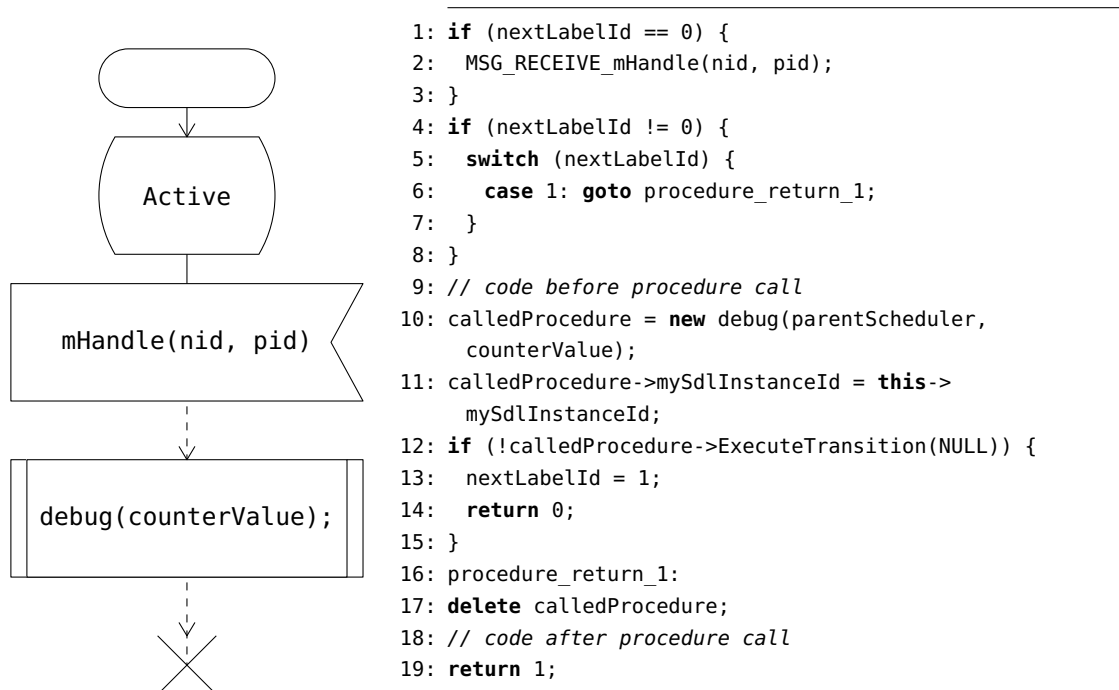 Active
mHandle(nid, pid)
debug(counterValue);
1: if (nextLabelId == 0) {
2: MSG_RECEIVE_mHandle(nid, pid);
3: }
4: if (nextLabelId != 0) {
5: switch (nextLabelId) {
6: case 1: goto procedure_return_1;
7: }
8: }
9: // code before procedure call
10: calledProcedure = new debug(parentScheduler,
counterValue);
11: calledProcedure->mySdlInstanceId = this->
mySdlInstanceId;
12: if (!calledProcedure->ExecuteTransition(NULL)) {
13: nextLabelId = 1;
14: return 0;
15: }
16: procedure_return_1:
17: delete calledProcedure;
18: // code after procedure call
19: return 1;